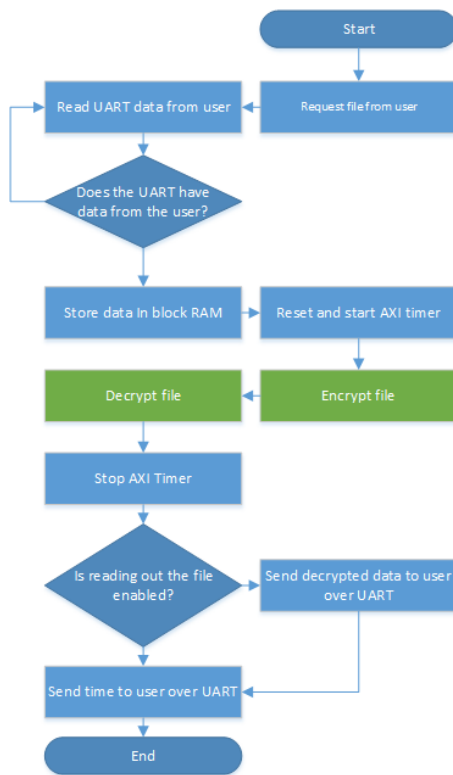 Start
Request file from user
Read UART data from user
Does the UART have
data from the user?
Store data In block RAM
Reset and start AXI timer
Encrypt file
Decrypt file
Stop AXI Timer
Is reading out the file
enabled?
Send decrypted data to user
over UART
Send time to user over UART
End